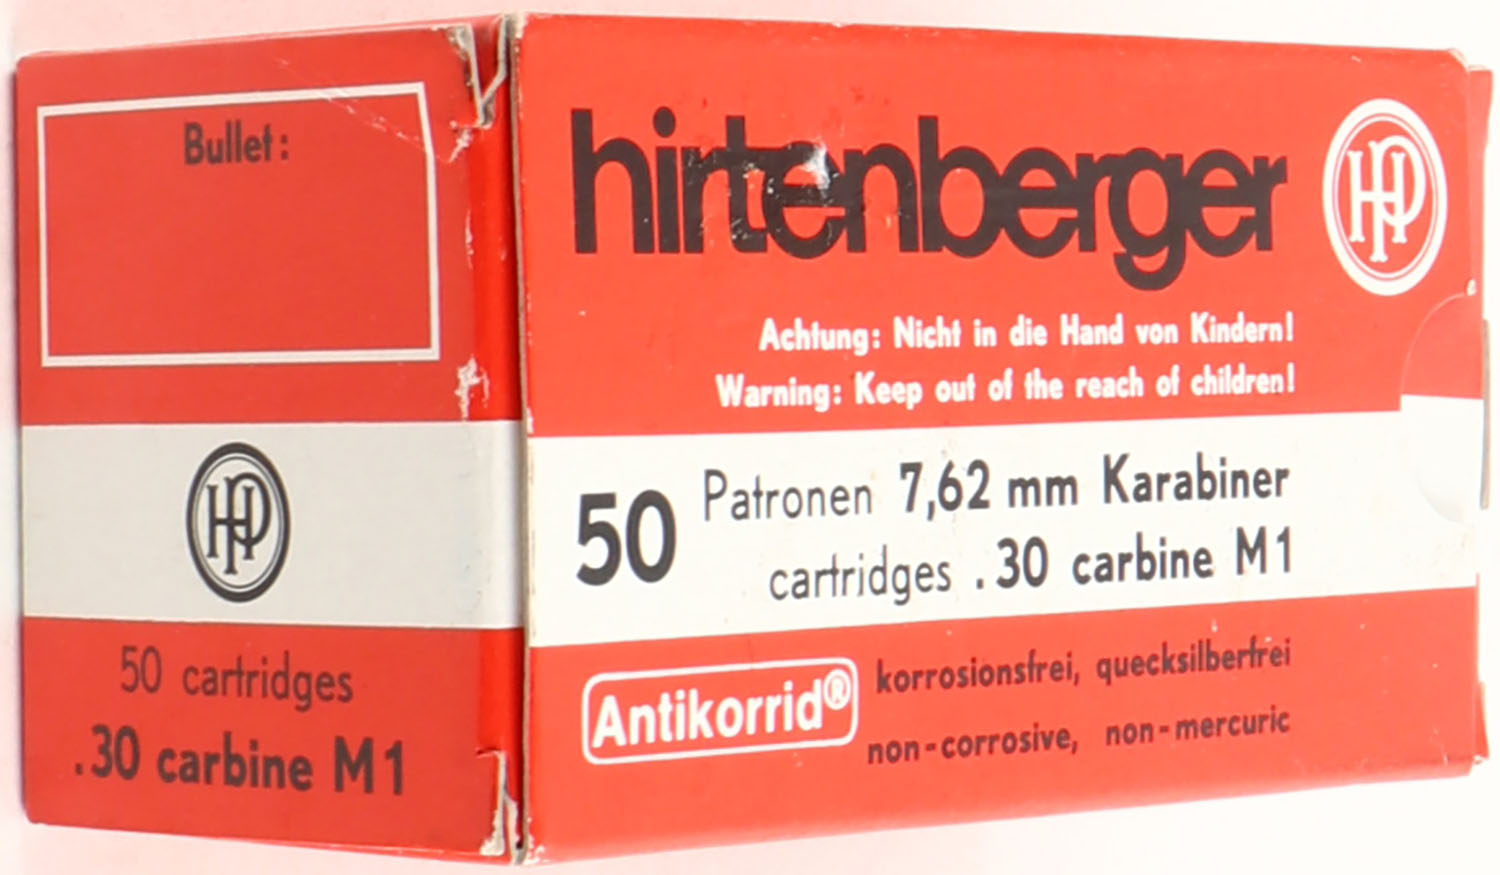 Bullet:
HP
50 cartridges
.30 carbine M1
hirtenberger
HP
Achtung: Nicht in die Hand von Kindern!
Warning: Keep out of the reach of children!
50 Patronen 7,62 mm Karabiner
cartridges .30 carbine M1
Antikorrid® korrosionsfrei, quecksilberfrei
non-corrosive, non-mercuric